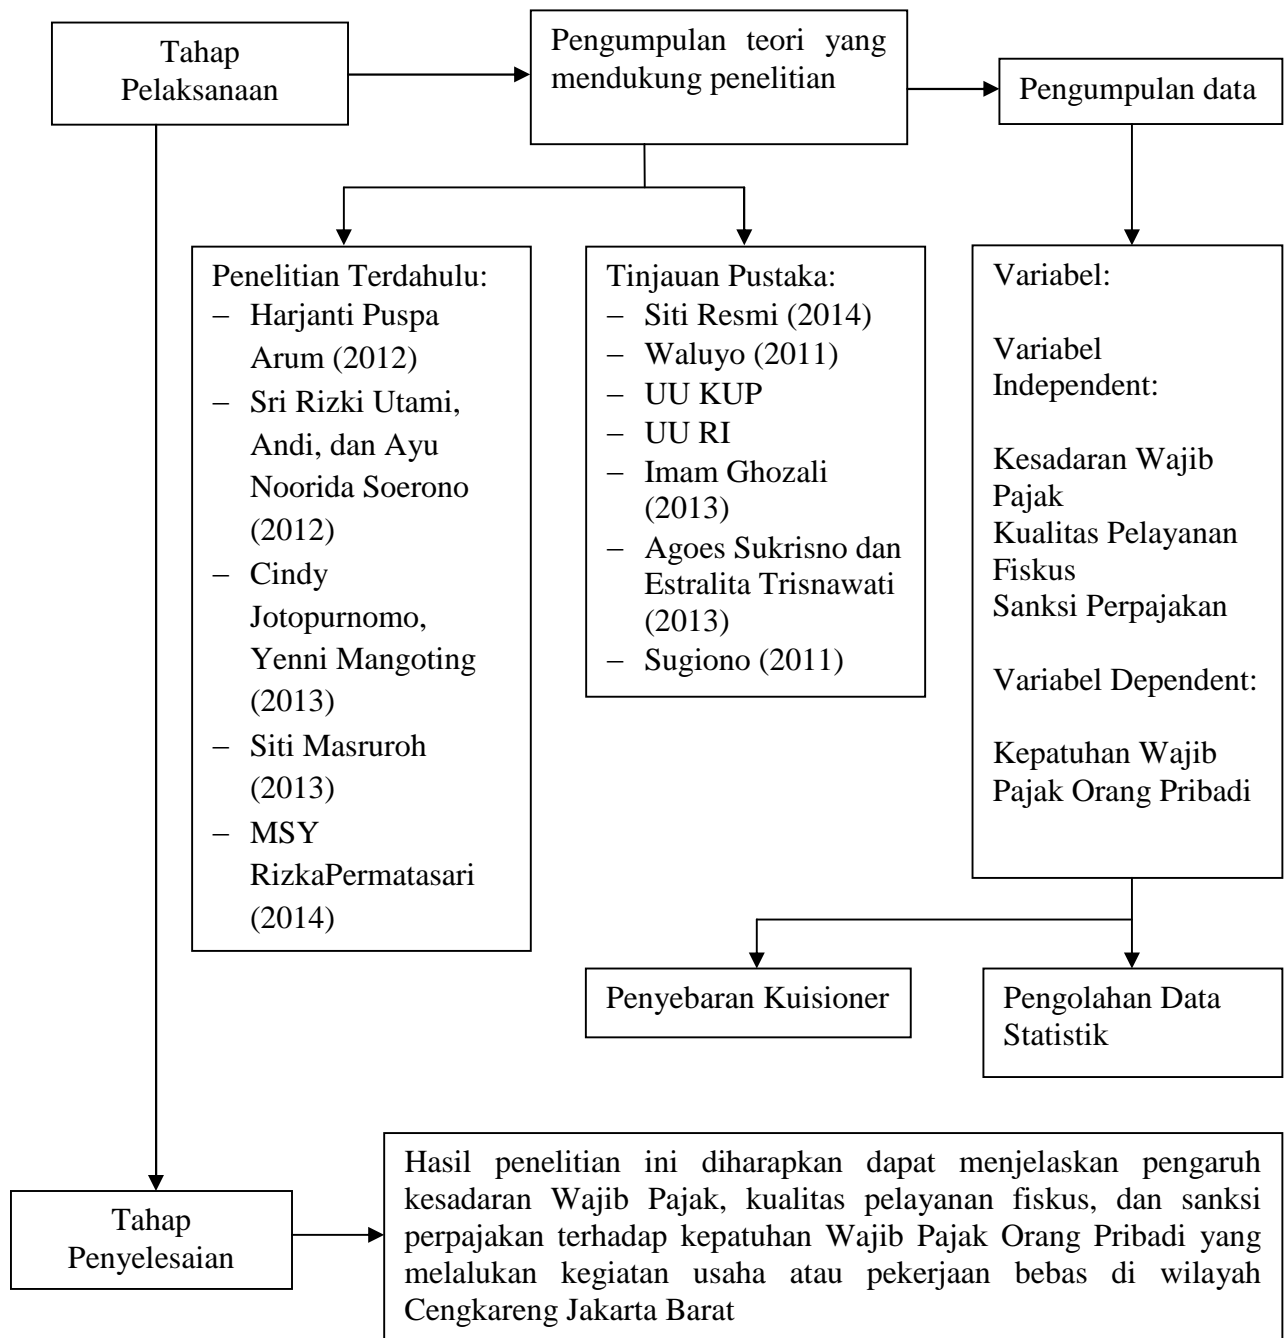 Tahap
Pelaksanaan
Pengumpulan teori yang
mendukung penelitian
Pengumpulan data
Penelitian Terdahulu:
– Harjanti Puspa
Arum (2012)
– Sri Rizki Utami,
Andi, dan Ayu
Noorida Soerono
(2012)
– Cindy
Jotopurnomo,
Yenni Mangoting
(2013)
– Siti Masruroh
(2013)
– MSY
RizkaPermatasari
(2014)
Tinjauan Pustaka:
– Siti Resmi (2014)
– Waluyo (2011)
– UU KUP
– UU RI
– Imam Ghozali
(2013)
– Agoes Sukrisno dan
Estralita Trisnawati
(2013)
– Sugiono (2011)
Variabel:
Variabel
Independent:
Kesadaran Wajib
Pajak
Kualitas Pelayanan
Fiskus
Sanksi Perpajakan
Variabel Dependent:
Kepatuhan Wajib
Pajak Orang Pribadi
Penyebaran Kuisioner
Pengolahan Data
Statistik
Tahap
Penyelesaian
Hasil penelitian ini diharapkan dapat menjelaskan pengaruh
kesadaran Wajib Pajak, kualitas pelayanan fiskus, dan sanksi
perpajakan terhadap kepatuhan Wajib Pajak Orang Pribadi yang
melalukan kegiatan usaha atau pekerjaan bebas di wilayah
Cengkareng Jakarta Barat